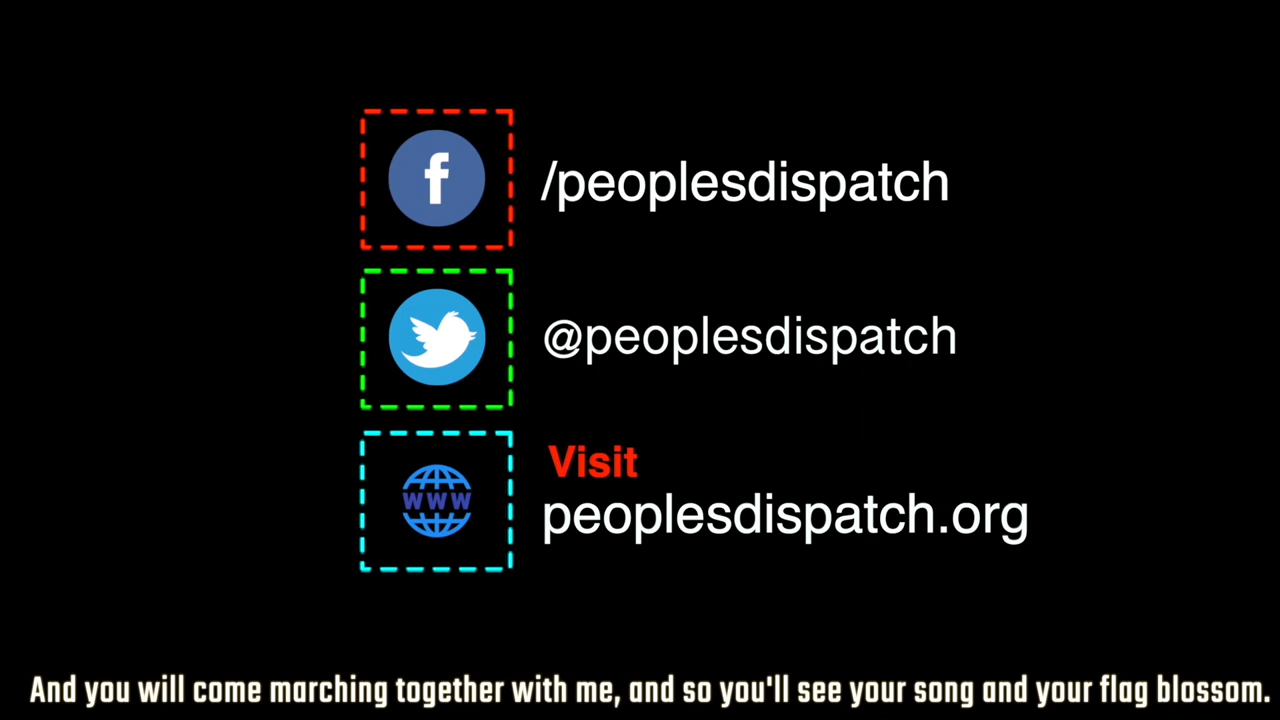 f
/peoplesdispatch
@peoplesdispatch
Visit
www
peoplesdispatch.org
And you will come marching together with me, and so you'll see your song and your flag blossom.